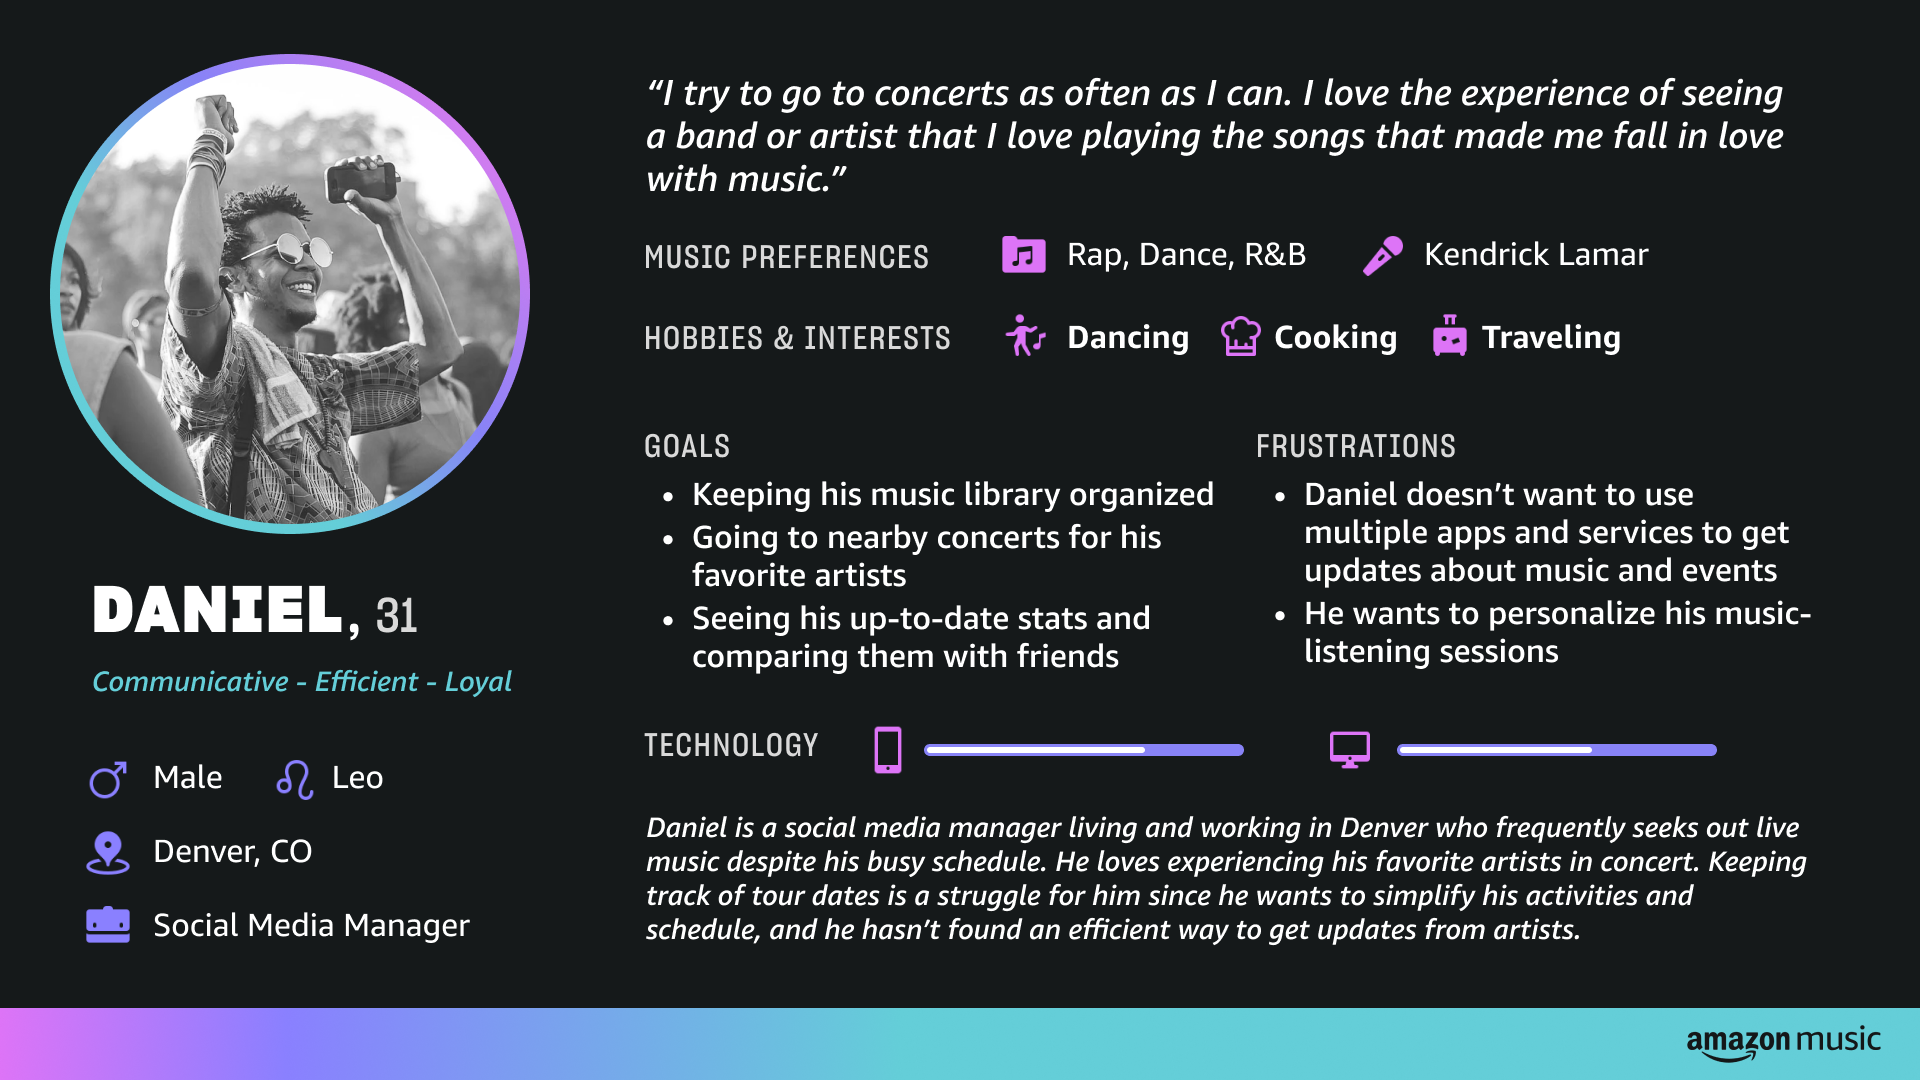 “I try to go to concerts as often as I can. I love the experience of seeing
a band or artist that I love playing the songs that made me fall in love
with music.”
MUSIC PREFERENCES
Rap, Dance, R&B
Kendrick Lamar
HOBBIES & INTERESTS
Dancing
Cooking
Traveling
GOALS
• Keeping his music library organized
• Going to nearby concerts for his
favorite artists
• Seeing his up-to-date stats and
comparing them with friends
FRUSTRATIONS
• Daniel doesn’t want to use
multiple apps and services to get
updates about music and events
• He wants to personalize his music-
listening sessions
DANIEL, 31
Communicative - Efficient - Loyal
Male
Leo
Denver, CO
Social Media Manager
TECHNOLOGY
Daniel is a social media manager living and working in Denver who frequently seeks out live
music despite his busy schedule. He loves experiencing his favorite artists in concert. Keeping
track of tour dates is a struggle for him since he wants to simplify his activities and
schedule, and he hasn’t found an efficient way to get updates from artists.
amazon music